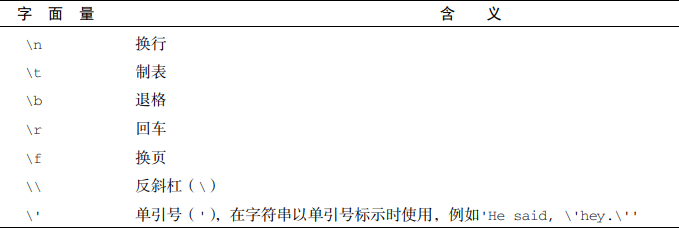 字 面 量 含 义
\n 换行
\t 制表
\b 退格
\r 回车
\f 换页
\\ 反斜杠（\）
\' 单引号（'），在字符串以单引号标示时使用，例如'He said, \'hey.\''